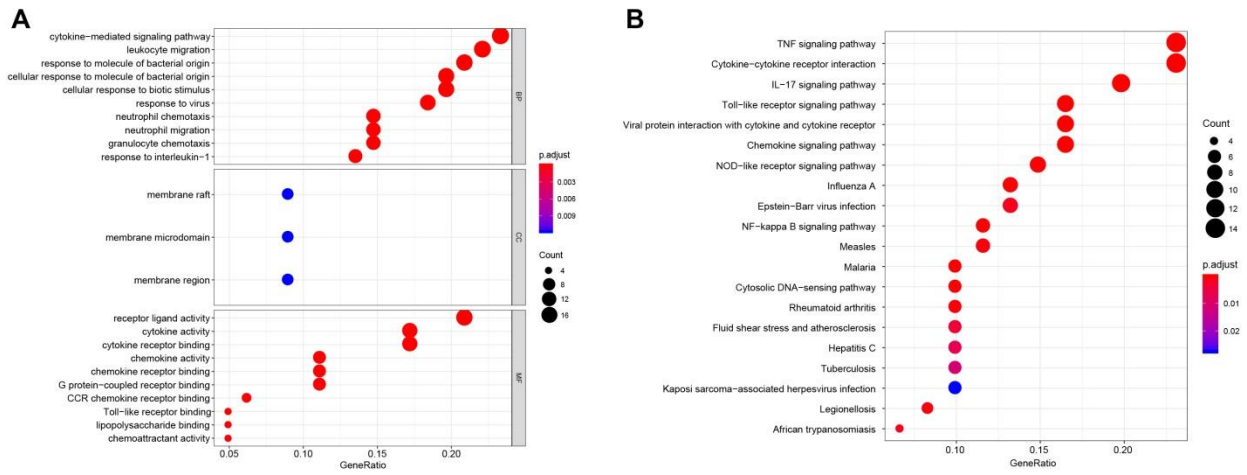 A
cytokine−mediated signaling pathway
leukocyte migration
response to molecule of bacterial origin
cellular response to molecule of bacterial origin
cellular response to biotic stimulus
response to virus
neutrophil chemotaxis
neutrophil migration
granulocyte chemotaxis
response to interleukin−1
BP
membrane raft
membrane microdomain
membrane region
CC
receptor ligand activity
cytokine activity
cytokine receptor binding
chemokine activity
chemokine receptor binding
G protein−coupled receptor binding
CCR chemokine receptor binding
Toll−like receptor binding
lipopolysaccharide binding
chemoattractant activity
MF
0.05 0.10 0.15 0.20
GeneRatio
p.adjust
0.003
0.006
0.009
Count
4
8
12
16
B
TNF signaling pathway
Cytokine−cytokine receptor interaction
IL−17 signaling pathway
Toll−like receptor signaling pathway
Viral protein interaction with cytokine and cytokine receptor
Chemokine signaling pathway
NOD−like receptor signaling pathway
Influenza A
Epstein−Barr virus infection
NF−kappa B signaling pathway
Measles
Malaria
Cytosolic DNA−sensing pathway
Rheumatoid arthritis
Fluid shear stress and atherosclerosis
Hepatitis C
Tuberculosis
Kaposi sarcoma−associated herpesvirus infection
Legionellosis
African trypanosomiasis
0.10 0.15 0.20
GeneRatio
Count
4
6
8
10
12
14
p.adjust
0.01
0.02